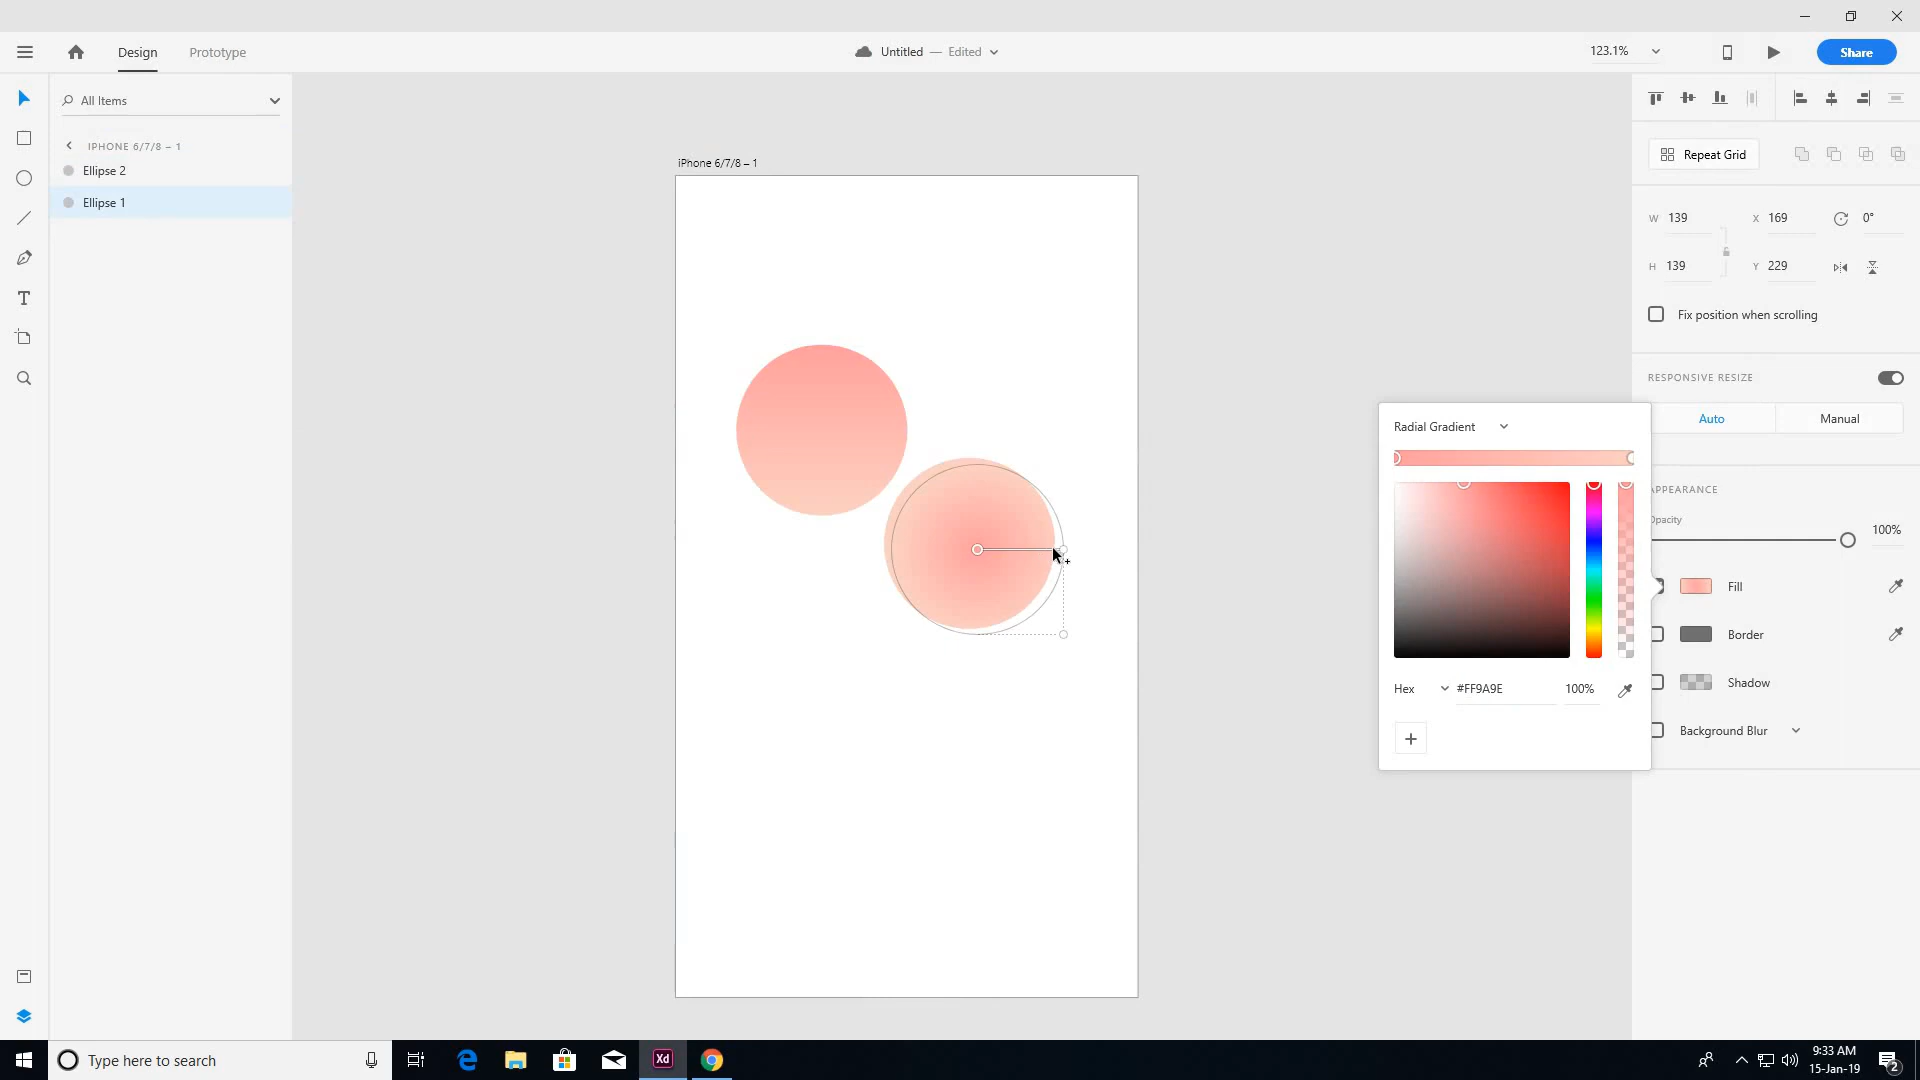 Design
Prototype
Untitled — Edited
123.1%
Share
All Items
IPHONE 6/7/8 – 1
Ellipse 2
Ellipse 1
iPhone 6/7/8 – 1
Repeat Grid
W 139 X 169 0°
H 139 Y 229
Fix position when scrolling
RESPONSIVE RESIZE
Auto Manual
APPEARANCE
Opacity
100%
Fill
Border
Shadow
Background Blur
Radial Gradient
Hex #FF9A9E 100%
+
Type here to search
Xd
9:33 AM
15-Jan-19
2